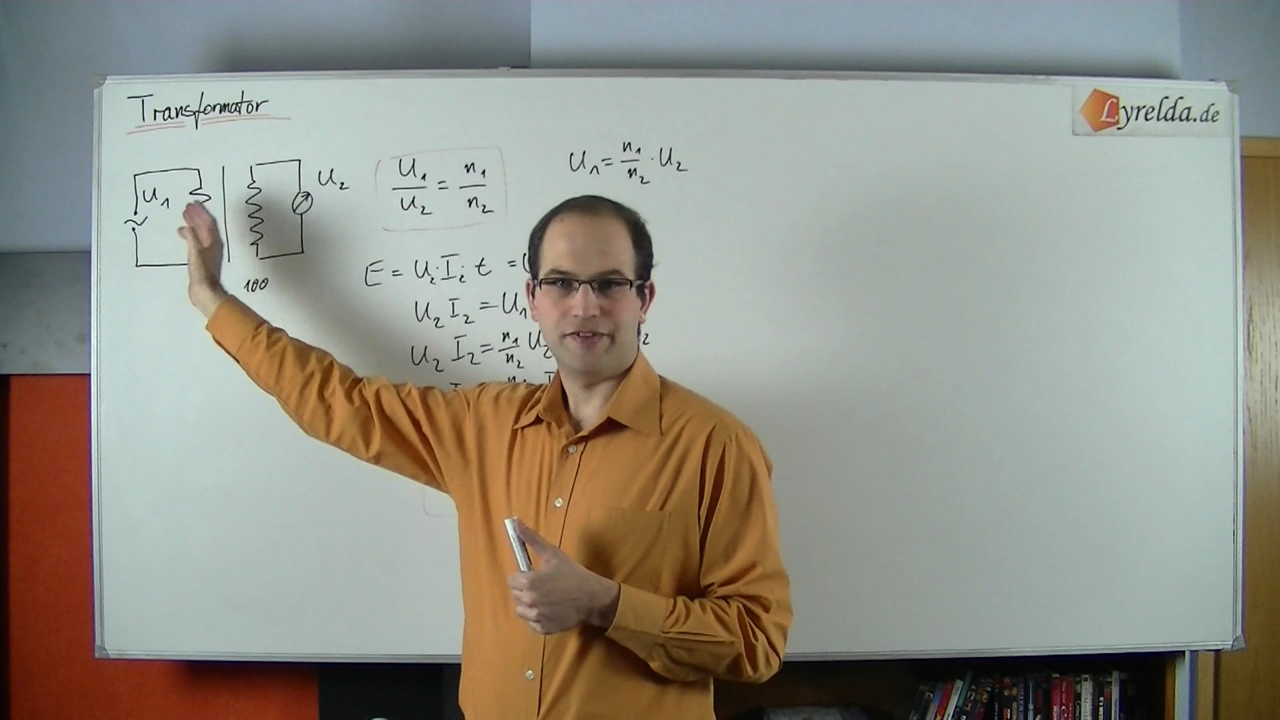 Transformator
Lyrelda.de
U₁
U₂
U₁/U₂ = n₁/n₂
U₁ = n₁/n₂ · U₂
100
E = U₂ · I₂ · t =
U₂ I₂ = U₁
U₂ I₂ = n₁/n₂ U₂